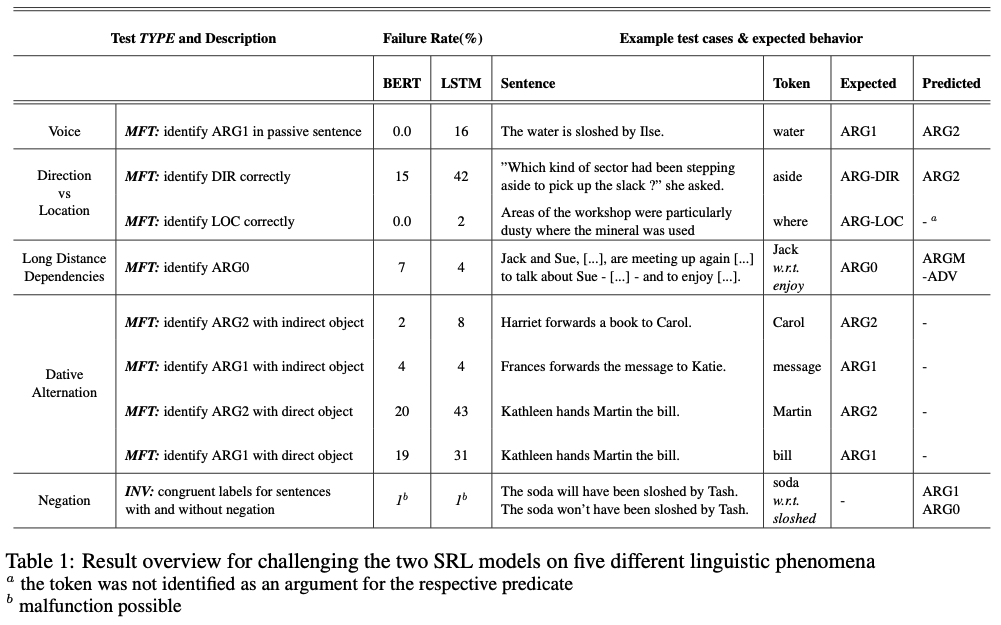 Test TYPE and Description Failure Rate(%) Example test cases & expected behavior
BERT LSTM Sentence Token Expected Predicted
Voice MFT: identify ARG1 in passive sentence 0.0 16 The water is sloshed by Ilse. water ARG1 ARG2
Direction
vs
Location
MFT: identify DIR correctly 15 42 ”Which kind of sector had been stepping
aside to pick up the slack ?” she asked. aside ARG-DIR ARG2
MFT: identify LOC correctly 0.0 2 Areas of the workshop were particularly
dusty where the mineral was used where ARG-LOC - a
Long Distance
Dependencies
MFT: identify ARG0 7 4 Jack and Sue, [...], are meeting up again [...]
to talk about Sue - [...] - and to enjoy [...].
Jack
w.r.t.
enjoy
ARG0
ARGM
-ADV
Dative
Alternation
MFT: identify ARG2 with indirect object 2 8 Harriet forwards a book to Carol. Carol ARG2 -
MFT: identify ARG1 with indirect object 4 4 Frances forwards the message to Katie. message ARG1 -
MFT: identify ARG2 with direct object 20 43 Kathleen hands Martin the bill. Martin ARG2 -
MFT: identify ARG1 with direct object 19 31 Kathleen hands Martin the bill. bill ARG1 -
Negation
INV: congruent labels for sentences
with and without negation
1b 1b
The soda will have been sloshed by Tash.
The soda won’t have been sloshed by Tash.
soda
w.r.t.
sloshed
-
ARG1
ARG0
Table 1: Result overview for challenging the two SRL models on five different linguistic phenomena
a the token was not identified as an argument for the respective predicate
b malfunction possible